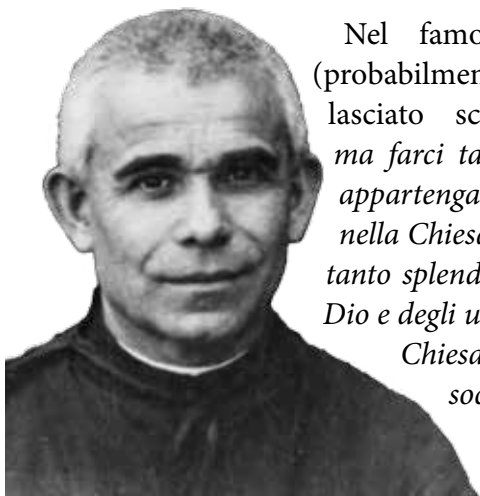 Nel famo
(probabilmen
lasciato sc
ma farci ta
appartenga
nella Chiesa
tanto splend
Dio e degli u
Chiesa
soc